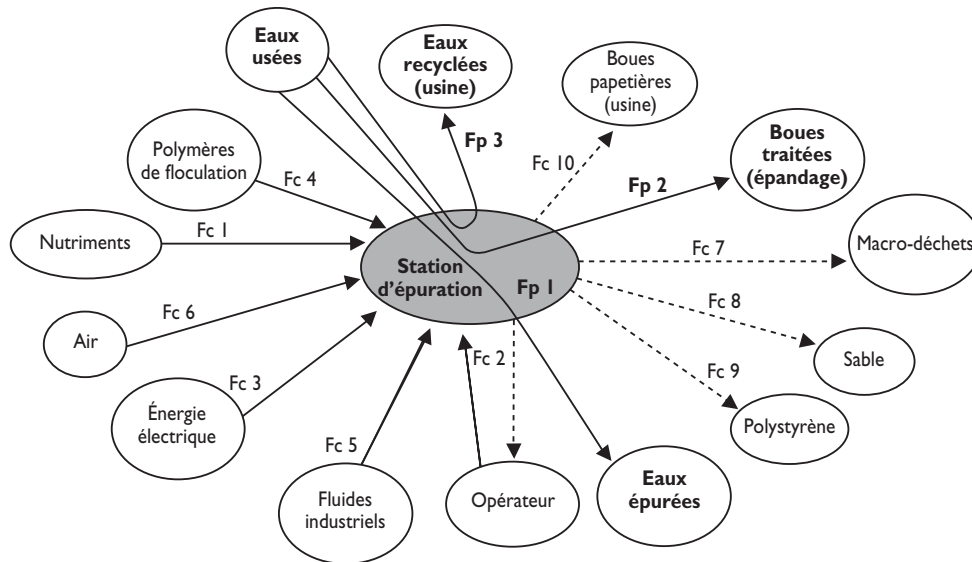 Eaux
usées
Eaux
recyclées
(usine)
Boues
papetières
(usine)
Boues
traitées
(épandage)
Polymères
de floculation
Fp 3
Fc 10
Fp 2
Fc 4
Nutriments
Fc 1
Macro-déchets
Fc 7
Station
d'épuration
Fp 1
Fc 8
Fc 6
Air
Sable
Fc 2
Fc 9
Fc 3
Énergie
électrique
Polystyrène
Fc 5
Fluides
industriels
Opérateur
Eaux
épurées